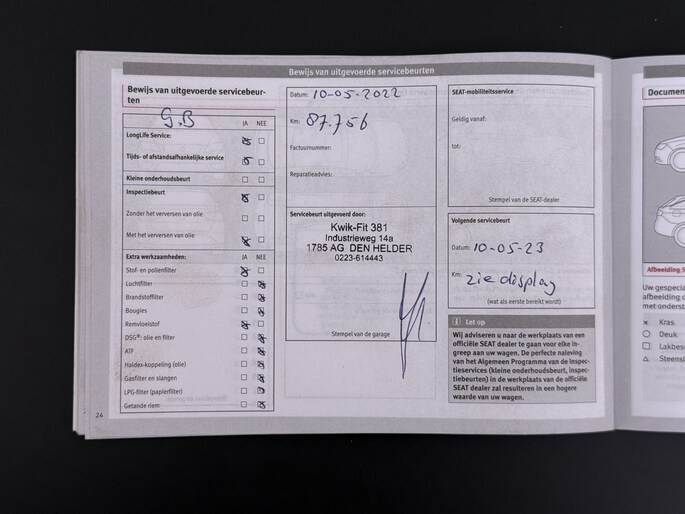 Bewijs van uitgevoerde servicebeurten
Bewijs van uitgevoerde servicebeur-
ten
G.B
JA NEE
LongLife Service:
Tijds- of afstandsafhankelijke service
Kleine onderhoudsbeurt
Inspectiebeurt
Zonder het verversen van olie
Met het verversen van olie
Extra werkzaamheden: JA NEE
Stof- en pollenfilter
Luchtfilter
Brandstoffilter
Bougies
Remvloeistof
DSG®: olie en filter
ATF
Haldex-koppeling (olie)
Gasfilter en slangen
LPG-filter (papierfilter)
Getande riem
26
Datum: 10-05-2022
Km: 87.756
Factuurnummer:
Reparatieadvies:
Servicebeurt uitgevoerd door:
Kwik-Fit 381
Industrieweg 14a
1785 AG DEN HELDER
0223-614443
Stempel van de garage
SEAT-mobiliteitsservice
Geldig vanaf:
tot:
Stempel van de SEAT-dealer
Volgende servicebeurt
Datum: 10-05-23
Km: zie display
(wat als eerste bereikt wordt)
Let op
Wij adviseren u naar de werkplaats van een
officiële SEAT dealer te gaan voor elke in-
greep aan uw wagen. De perfecte naleving
van het Algemeen Programma van de inspec-
tieservices (kleine onderhoudsbeurt, inspec-
tiebeurten) in de werkplaats van de officiële
SEAT dealer zal resulteren in een hogere
waarde van uw wagen.
Documen
Afbeelding 5
Uw gespecia
afbeelding d
met onderst
Kras.
Deuk.
Lakbesc
Steensl